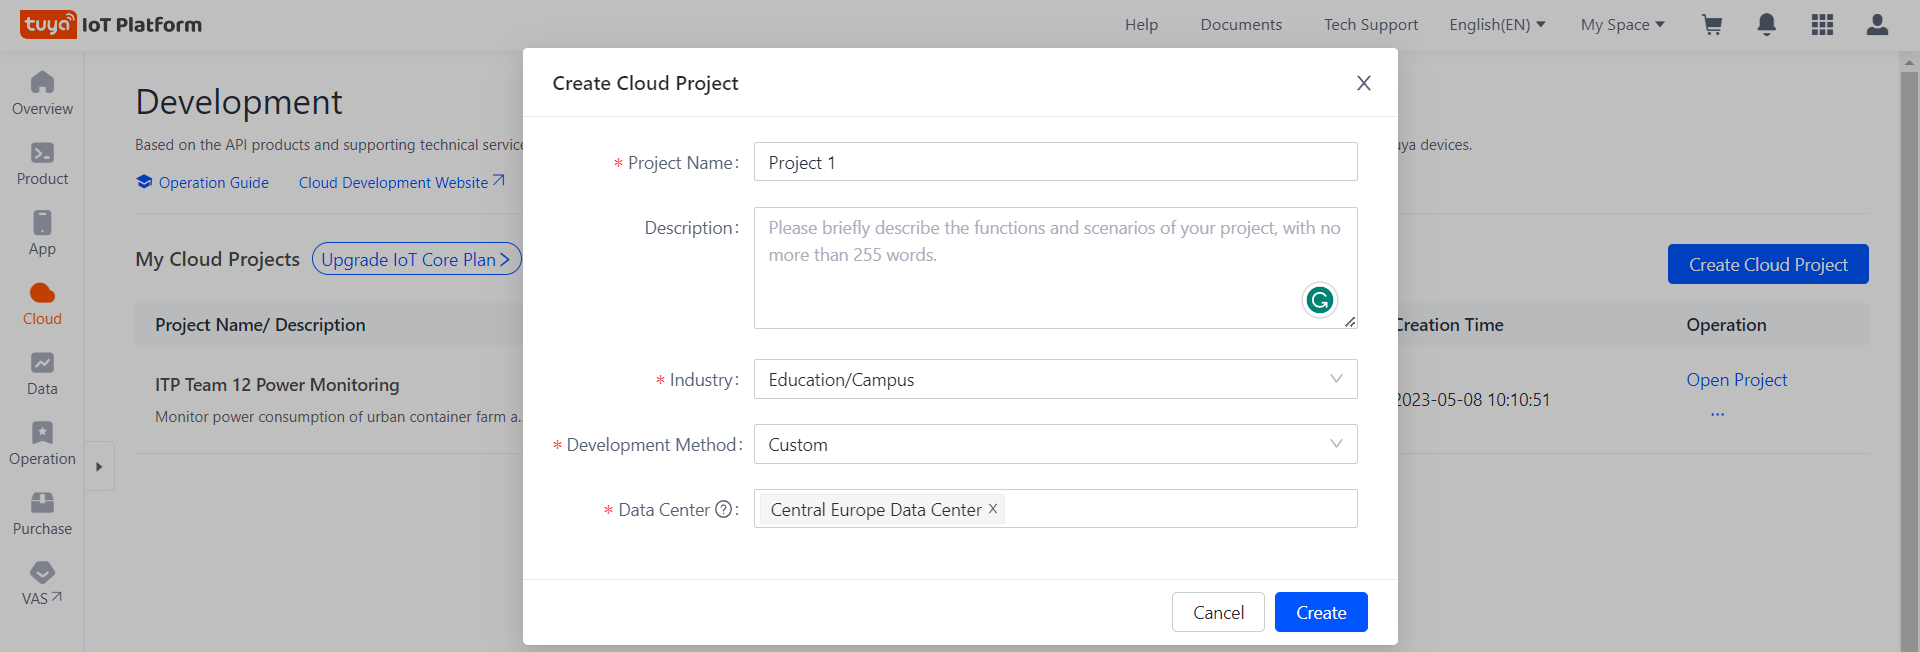 tuya IoT Platform
Help
Documents
Tech Support
English(EN)
My Space
Overview
Product
App
Cloud
Data
Operation
Purchase
VAS
Development
Based on the API products and supporting technical service
ya devices.
Operation Guide
Cloud Development Website
My Cloud Projects
Upgrade IoT Core Plan >
Create Cloud Project
Project Name/ Description
Creation Time
Operation
ITP Team 12 Power Monitoring
Monitor power consumption of urban container farm a...
2023-05-08 10:10:51
Open Project
...
Create Cloud Project
* Project Name:
Project 1
Description:
Please briefly describe the functions and scenarios of your project, with no
more than 255 words.
* Industry:
Education/Campus
* Development Method:
Custom
* Data Center ? :
Central Europe Data Center ×
Cancel
Create